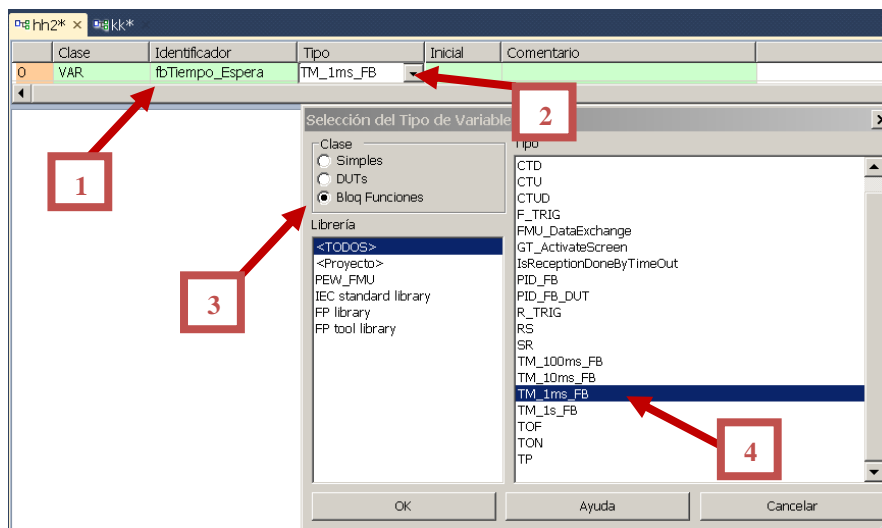 hh2* × kk*
Clase Identificador Tipo Inicial Comentario
0 VAR fbTiempo_Espera TM_1ms_FB
1
2
Selección del Tipo de Variable
Clase
Simples
DUTs
Bloq Funciones
3
Librería
<TODOS>
<Proyecto>
PEW_FMU
IEC standard library
FP library
FP tool library
Tipo
CTD
CTU
CTUD
F_TRIG
FMU_DataExchange
GT_ActivateScreen
IsReceptionDoneByTimeOut
PID_FB
PID_FB_DUT
R_TRIG
RS
SR
TM_100ms_FB
TM_10ms_FB
TM_1ms_FB
TM_1s_FB
TOF
TON
TP
4
OK Ayuda Cancelar